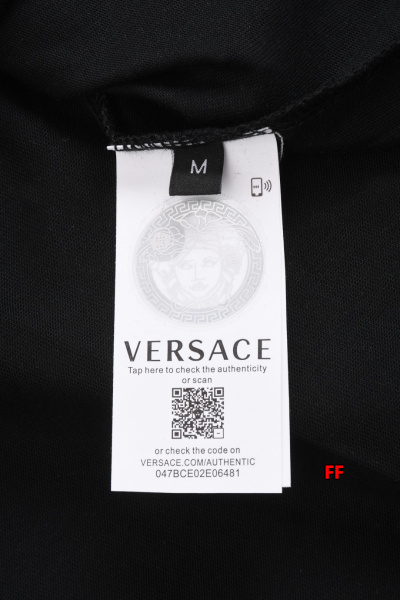 M
VERSACE
Tap here to check the authenticity
or scan
or check the code on
VERSACE.COM/AUTHENTIC
047BCE02E06481
FF